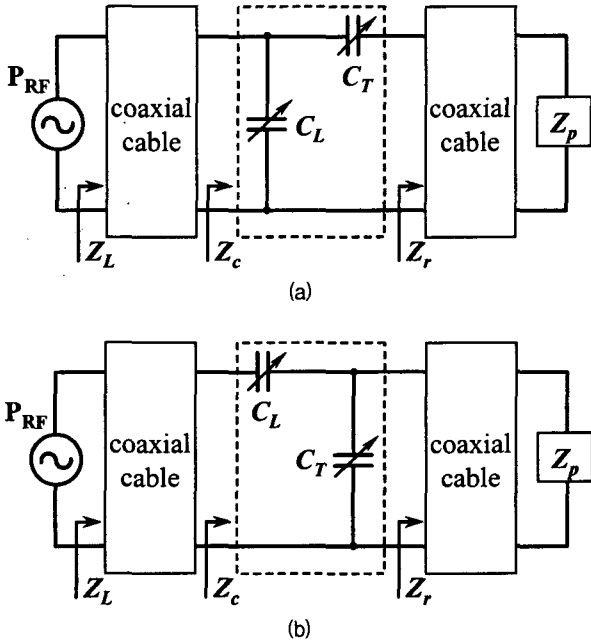 P_RF
coaxial
cable
C_L
C_T
coaxial
cable
Z_p
Z_L
Z_c
Z_r
(a)
P_RF
coaxial
cable
C_L
C_T
coaxial
cable
Z_p
Z_L
Z_c
Z_r
(b)